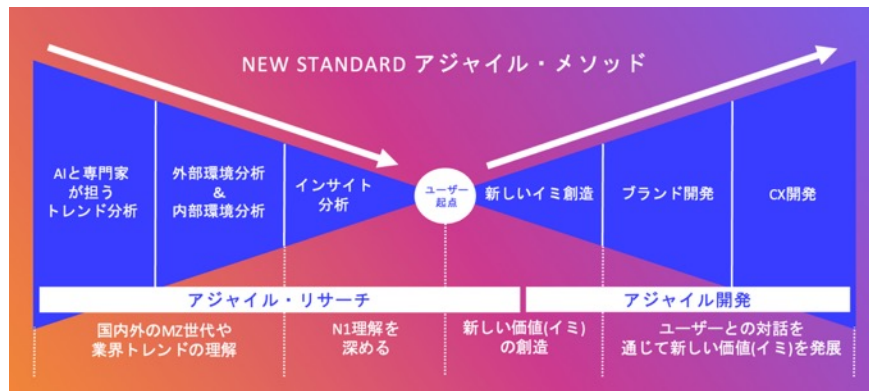 NEW STANDARD アジャイル・メソッド
AIと専門家
が担う
トレンド分析
外部環境分析
&
内部環境分析
インサイト
分析
ユーザー
起点
新しいイミ創造
ブランド開発
CX開発
アジャイル・リサーチ
アジャイル開発
国内外のMZ世代や
業界トレンドの理解
N1理解を
深める
新しい価値(イミ)
の創造
ユーザーとの対話を
通じて新しい価値(イミ)を発展